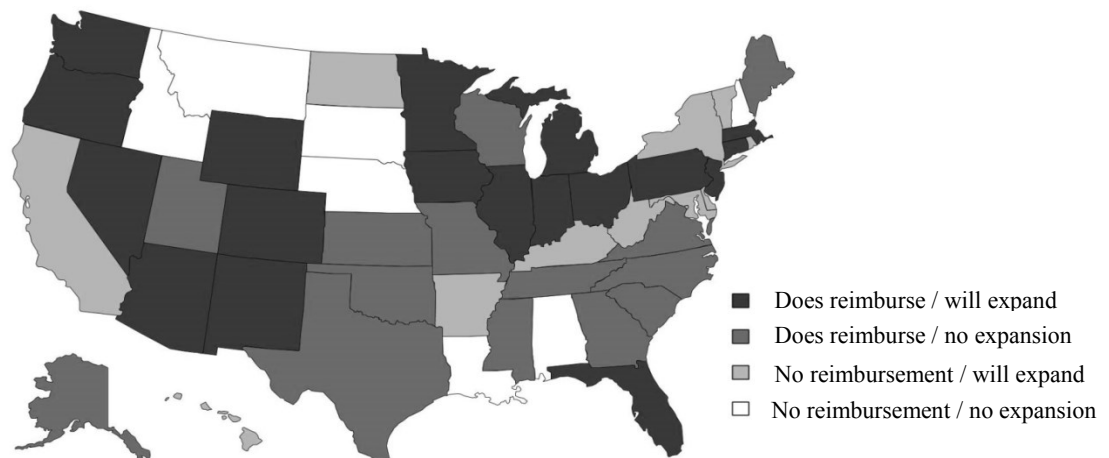 Does reimburse / will expand
Does reimburse / no expansion
No reimbursement / will expand
No reimbursement / no expansion